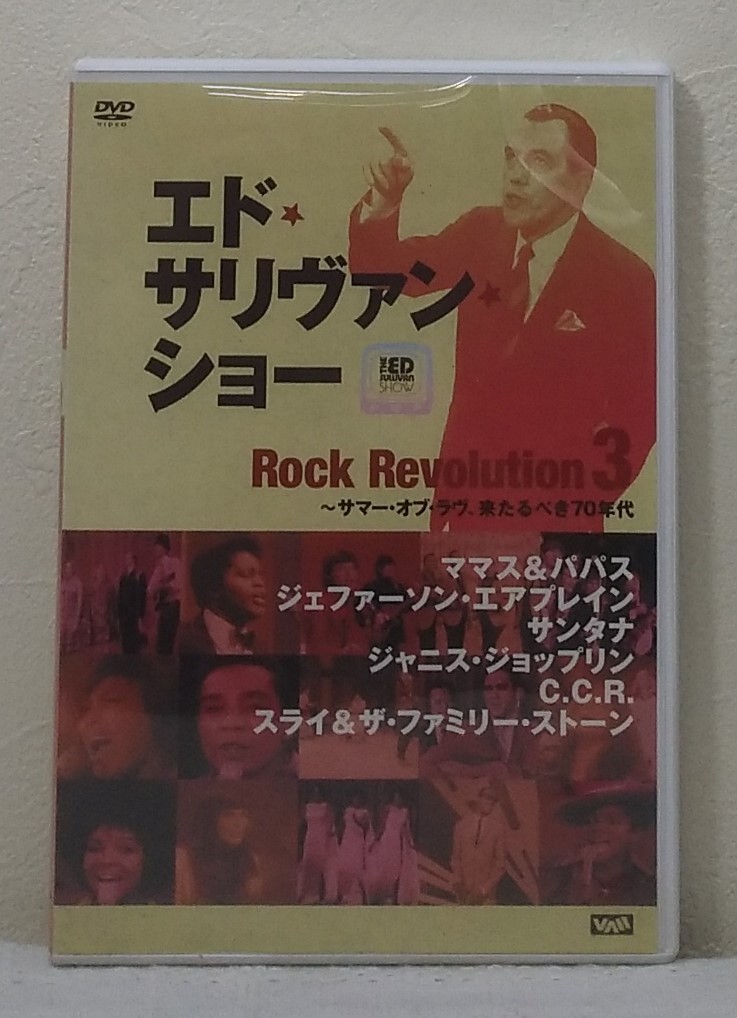 DVD
VIDEO
エド★
サリヴァン★
ショー
THE ED
SULLIVAN
SHOW
Rock Revolution 3
～サマー・オブ・ラヴ、来たるべき70年代
ママス&パパス
ジェファーソン・エアプレイン
サンタナ
ジャニス・ジョップリン
C.C.R.
スライ&ザ・ファミリー・ストーン